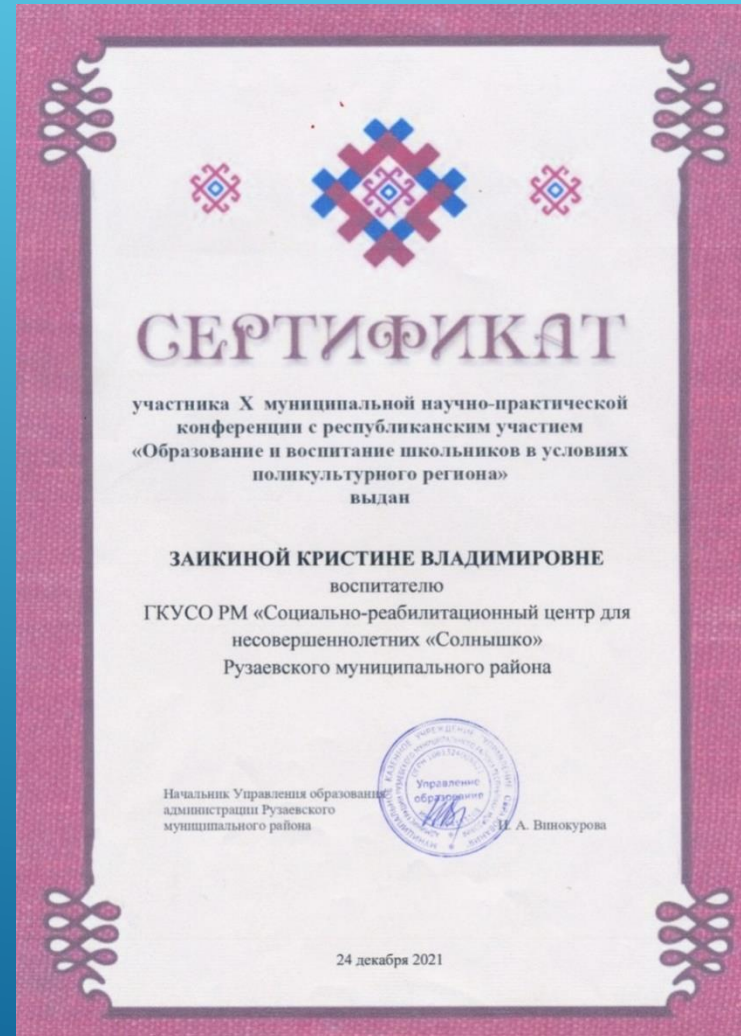 СЕРТИФИКАТ
участника X муниципальной научно-практической
конференции с республиканским участием
«Образование и воспитание школьников в условиях
поликультурного региона»
выдан
ЗАИКИНОЙ КРИСТИНЕ ВЛАДИМИРОВНЕ
воспитателю
ГКУСО РМ «Социально-реабилитационный центр для
несовершеннолетних «Солнышко»
Рузаевского муниципального района
Начальник Управления образования
администрации Рузаевского
муниципального района
Управление
образования
А. Винокурова
24 декабря 2021